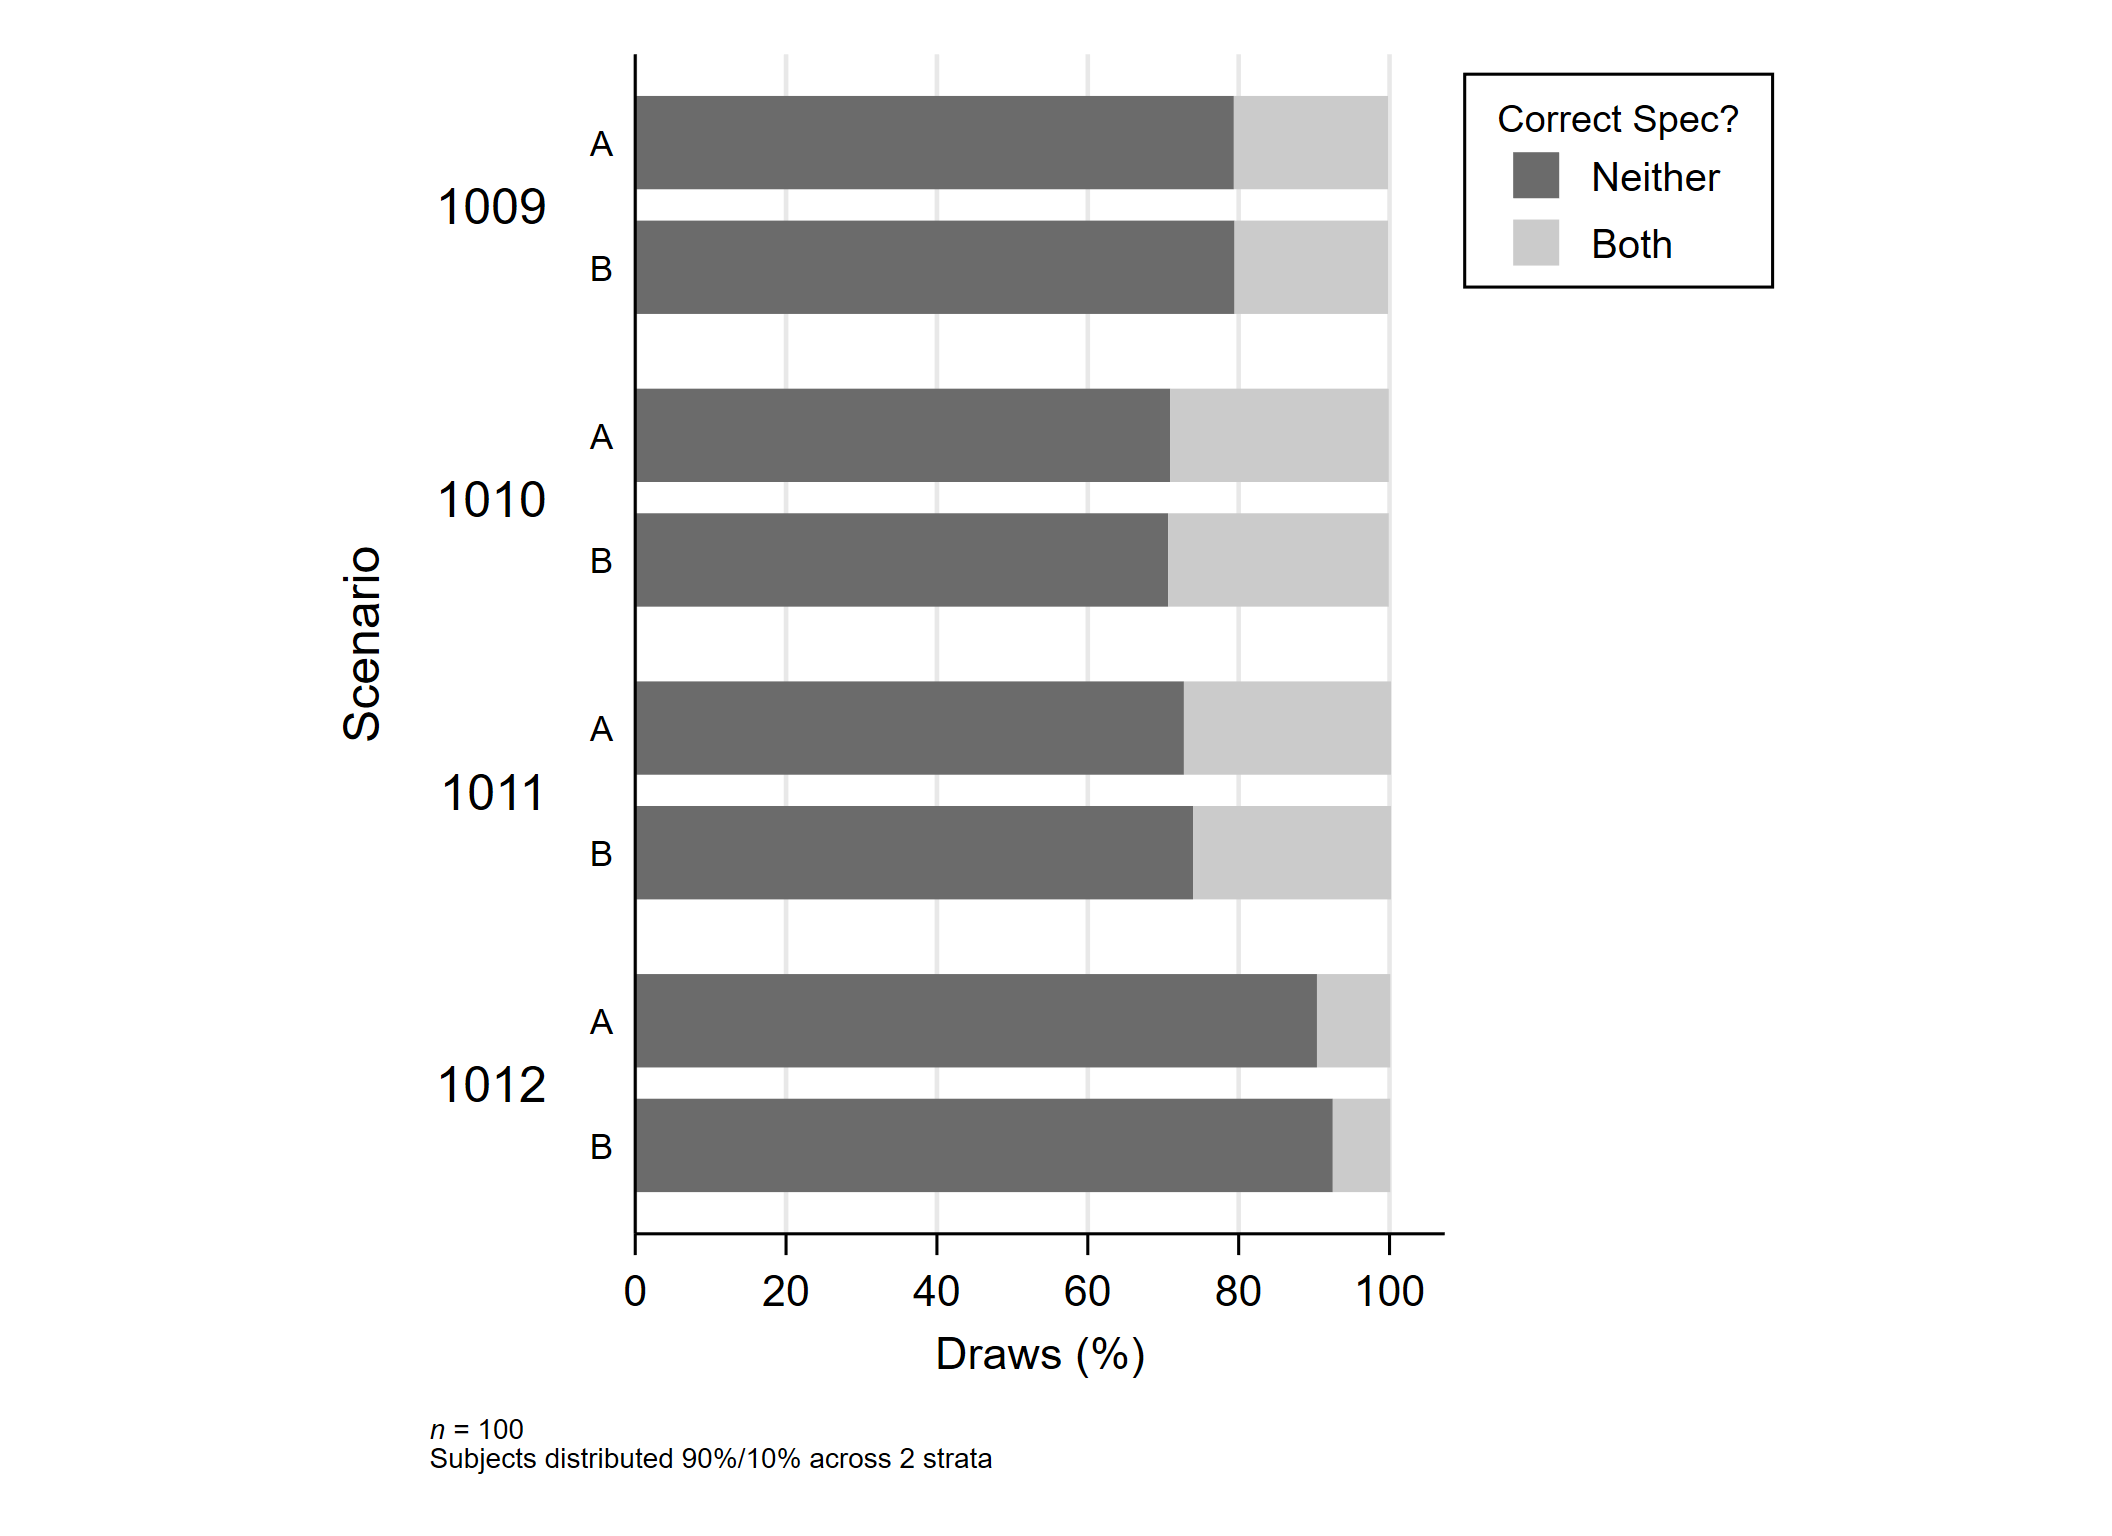 Correct Spec?
Neither
Both
Scenario
1009
A
B
1010
A
B
1011
A
B
1012
A
B
0 20 40 60 80 100
Draws (%)
n = 100
Subjects distributed 90%/10% across 2 strata